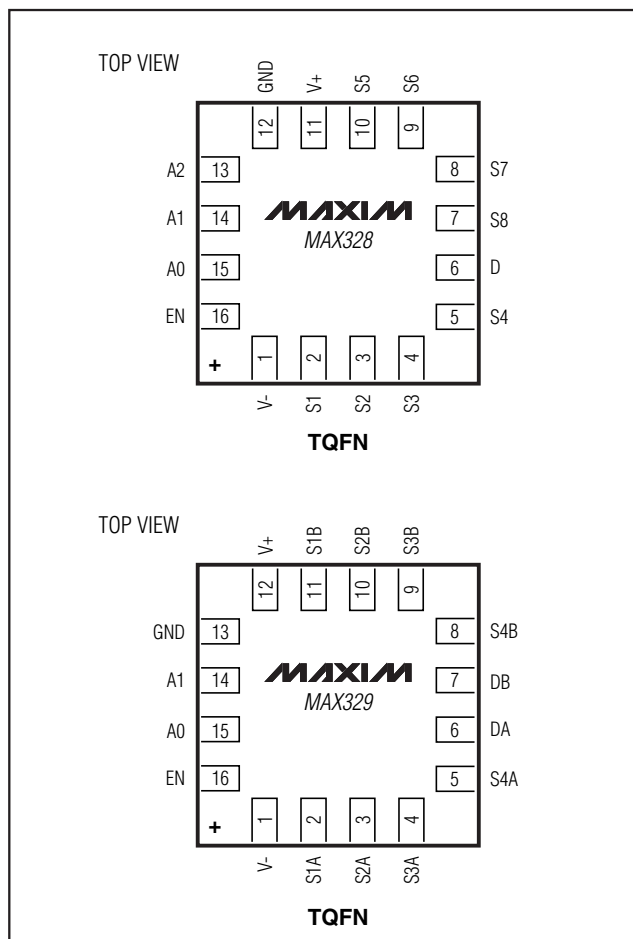 TOP VIEW
GND V+ S5 S6
12 11 10 9
A2 13 8 S7
A1 14 MAXIM 7 S8
MAX328
A0 15 6 D
EN 16 5 S4
+ 1 2 3 4
V- S1 S2 S3
TQFN
TOP VIEW
V+ S1B S2B S3B
12 11 10 9
GND 13 8 S4B
A1 14 MAXIM 7 DB
MAX329
A0 15 6 DA
EN 16 5 S4A
+ 1 2 3 4
V- S1A S2A S3A
TQFN